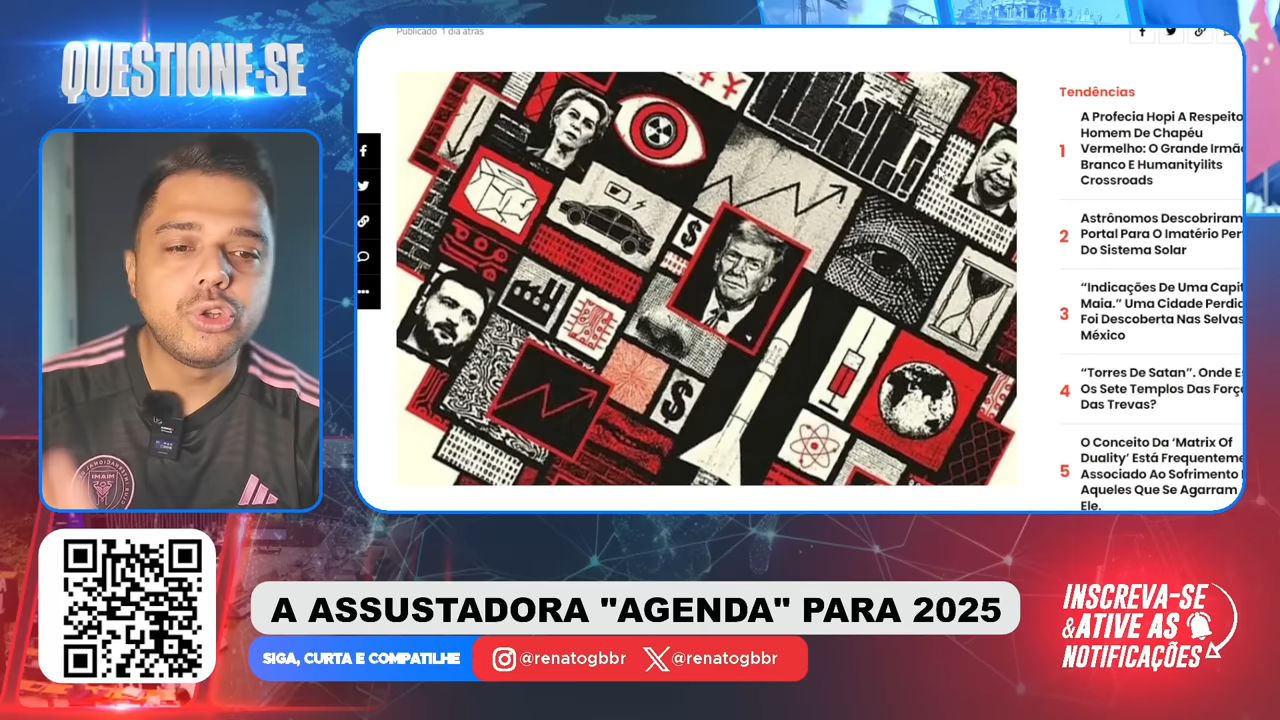 QUESTIONE-SE
Publicado 1 dia atrás
Tendências
1
A Profecia Hopi A Respeito
Homem De Chapéu
Vermelho: O Grande Irmão
Branco E Humanityilits
Crossroads
2
Astrônomos Descobriram
Portal Para O Imatério Per
Do Sistema Solar
3
“Indicações De Uma Capit
Maia.” Uma Cidade Perdid
Foi Descoberta Nas Selvas
México
4
“Torres De Satan”. Onde E
Os Sete Templos Das Forç
Das Trevas?
5
O Conceito Da ‘Matrix Of
Duality’ Está Frequenteme
Associado Ao Sofrimento
Aqueles Que Se Agarram
Ele.
MIAMI
A ASSUSTADORA "AGENDA" PARA 2025
SIGA, CURTA E COMPATILHE
@renatogbbr
@renatogbbr
INSCREVA-SE
&ATIVE AS
NOTIFICAÇÕES